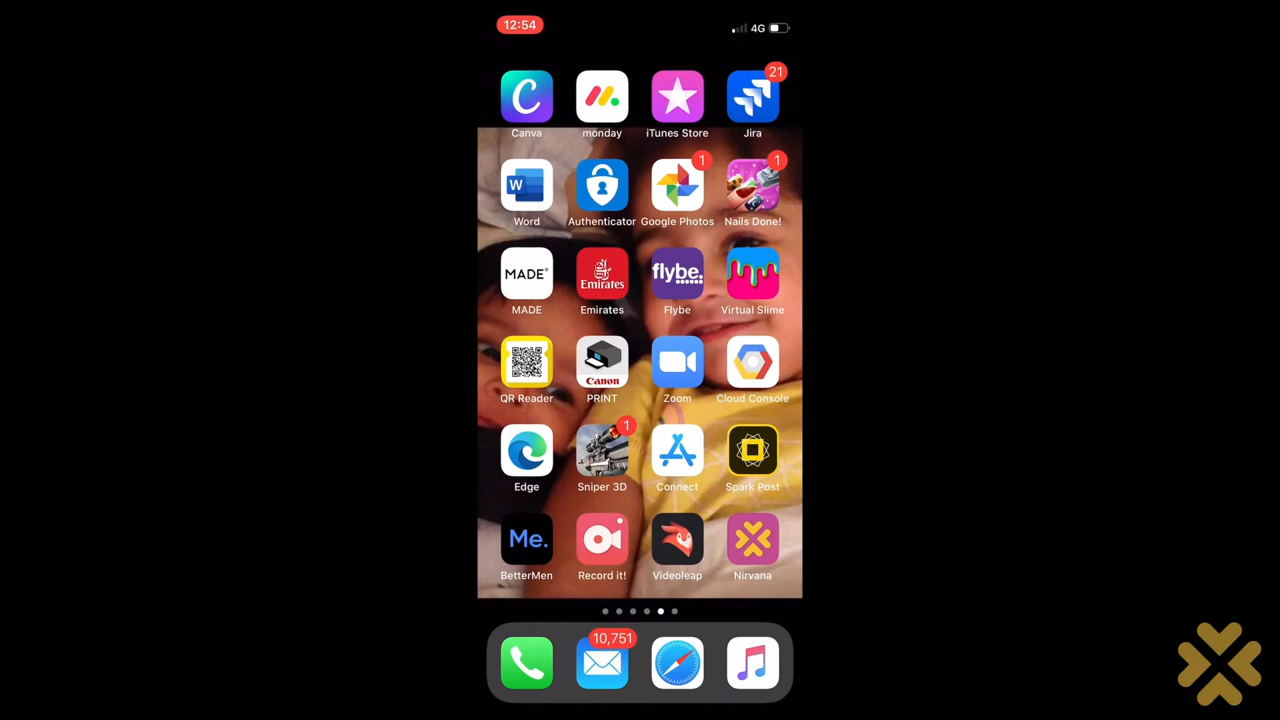 12:54
4G
21
Canva monday iTunes Store Jira
W
1
1
Word Authenticator Google Photos Nails Done!
MADE
Emirates
flybe.
MADE Emirates Flybe Virtual Slime
Canon
QR Reader PRINT Zoom Cloud Console
1
Edge Sniper 3D Connect Spark Post
Me.
BetterMen Record it! Videoleap Nirvana
10,751